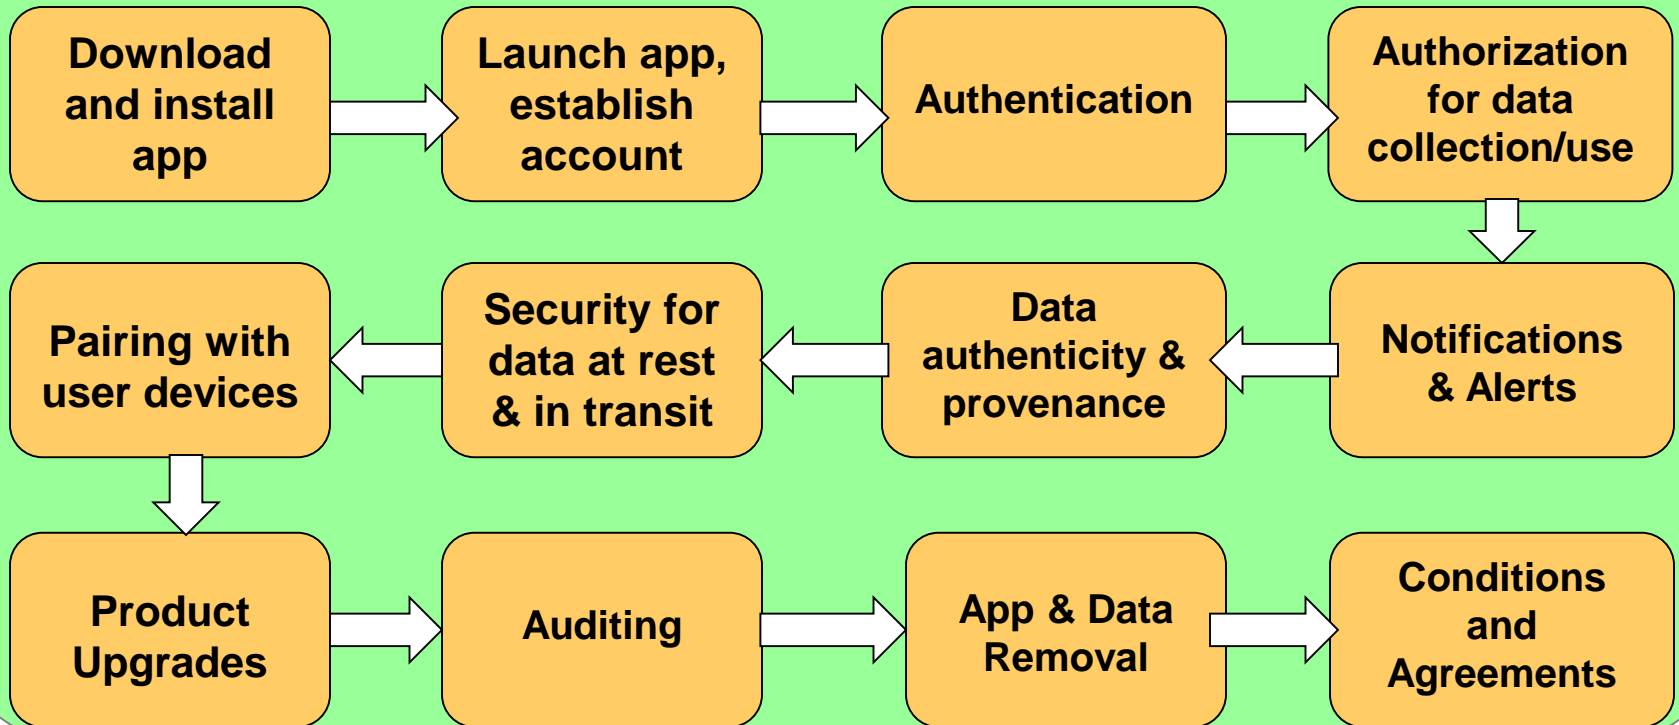 Download
and install
app
Launch app,
establish
account
Authentication
Authorization
for data
collection/use
Notifications
& Alerts
Data
authenticity &
provenance
Security for
data at rest
& in transit
Pairing with
user devices
Product
Upgrades
Auditing
App & Data
Removal
Conditions
and
Agreements